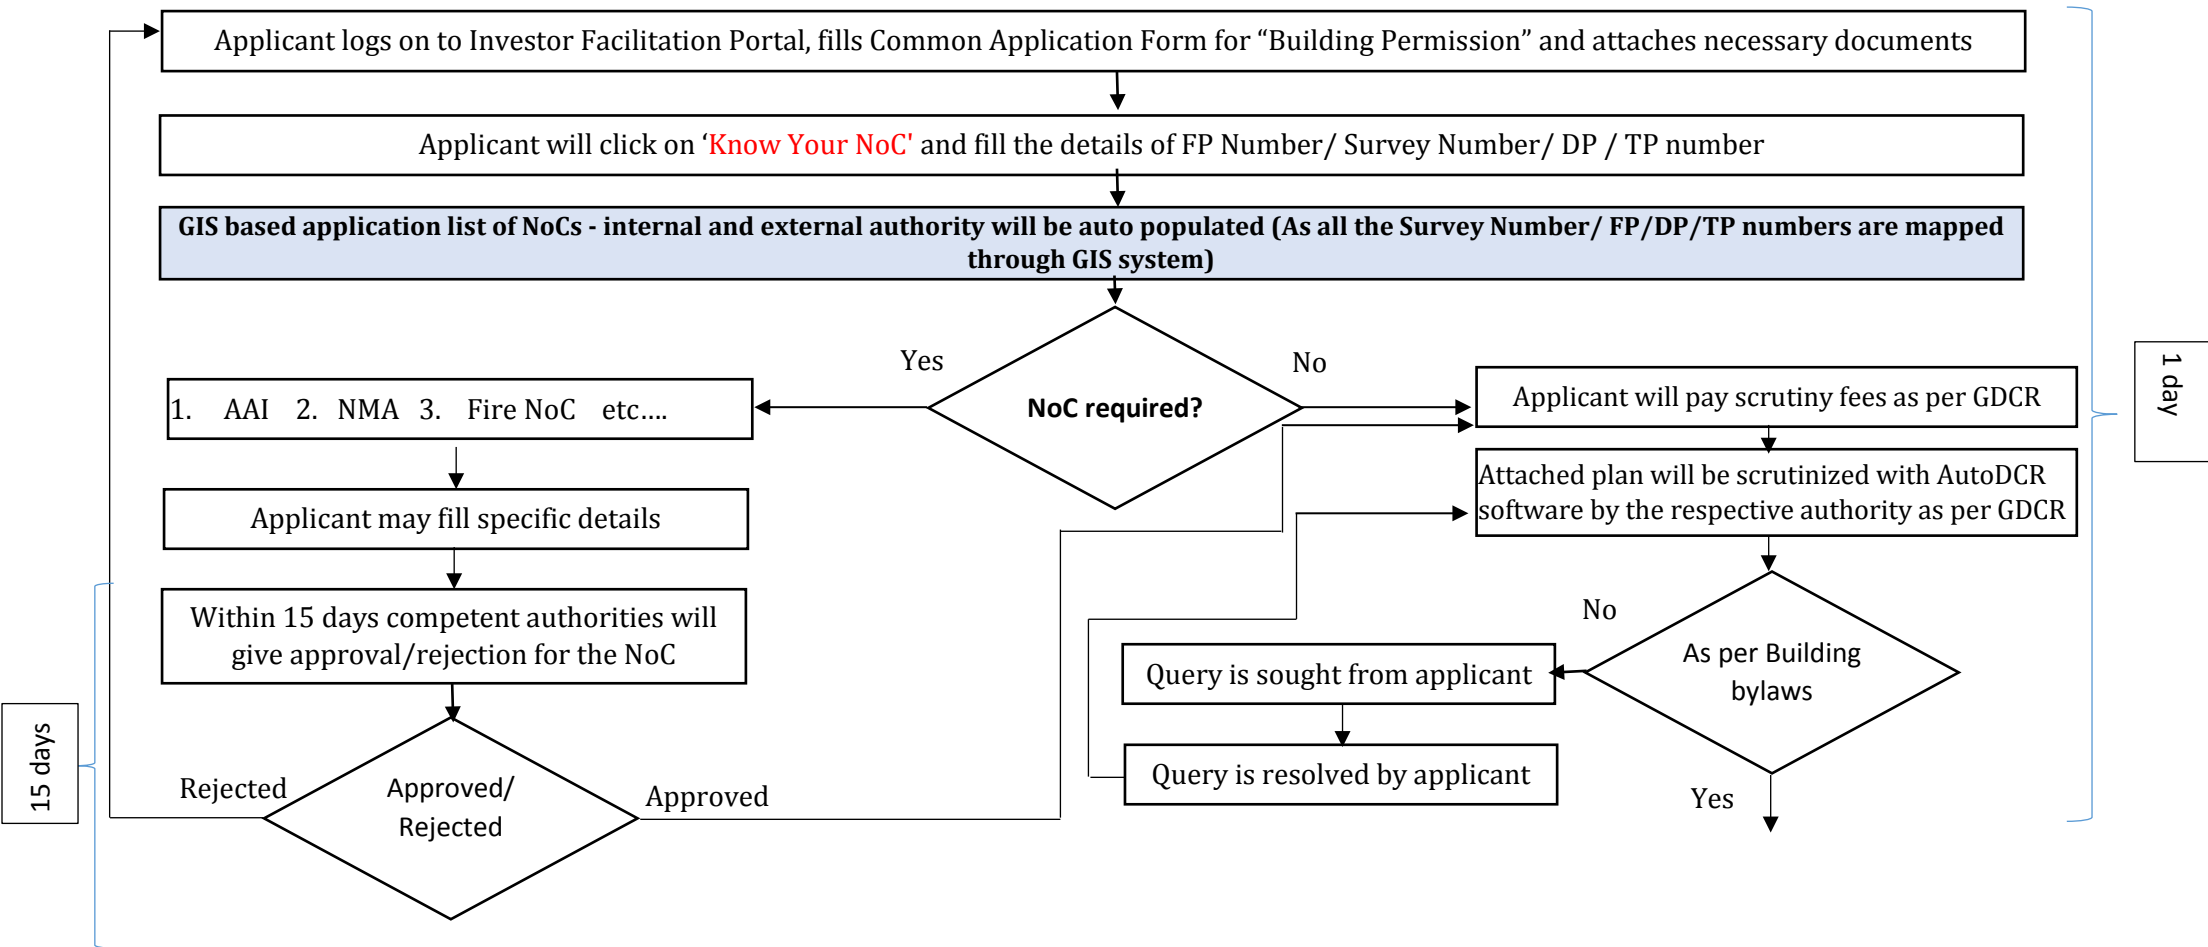 Applicant logs on to Investor Facilitation Portal, fills Common Application Form for “Building Permission” and attaches necessary documents
Applicant will click on ‘Know Your NoC' and fill the details of FP Number/ Survey Number/ DP / TP number
GIS based application list of NoCs - internal and external authority will be auto populated (As all the Survey Number/ FP/DP/TP numbers are mapped
through GIS system)
Yes
No
NoC required?
1. AAI 2. NMA 3. Fire NoC etc….
Applicant will pay scrutiny fees as per GDCR
1 day
Attached plan will be scrutinized with AutoDCR
software by the respective authority as per GDCR
Applicant may fill specific details
Within 15 days competent authorities will
give approval/rejection for the NoC
No
As per Building
bylaws
Query is sought from applicant
Query is resolved by applicant
Yes
15 days
Rejected
Approved/
Rejected
Approved